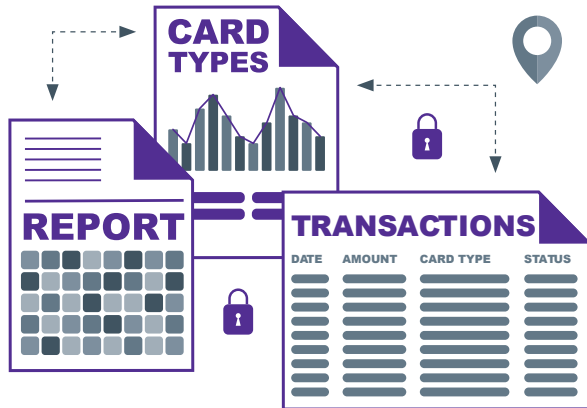 CARD
TYPES
REPORT
TRANSACTIONS
DATE AMOUNT CARD TYPE STATUS